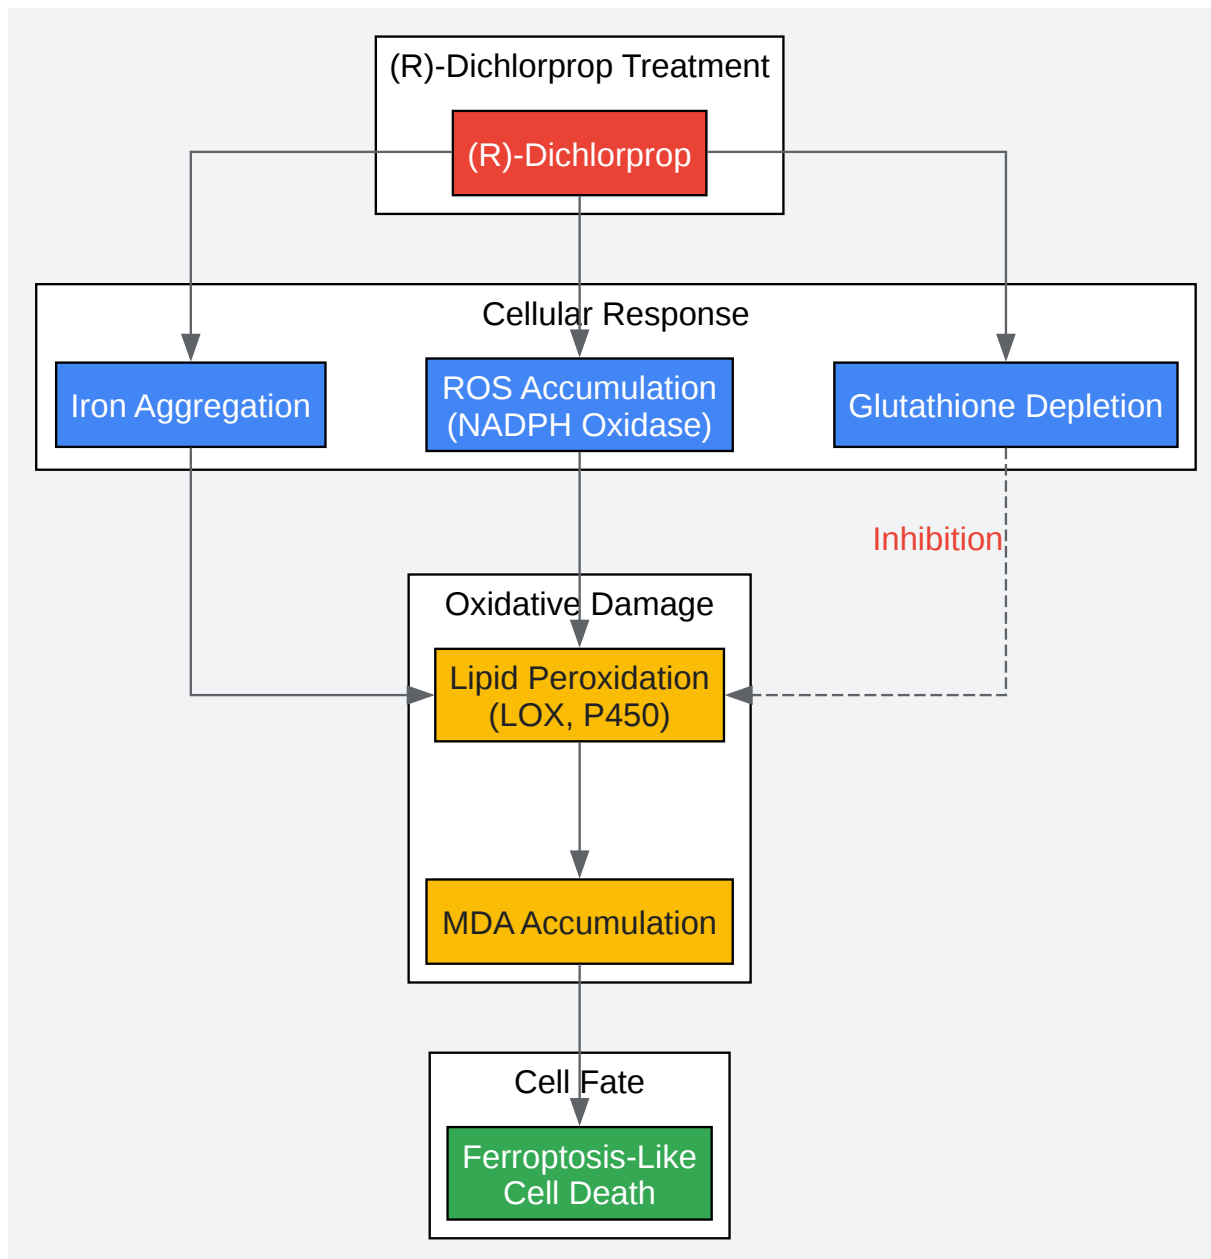 (R)-Dichlorprop Treatment
(R)-Dichlorprop
Cellular Response
Iron Aggregation
ROS Accumulation
(NADPH Oxidase)
Glutathione Depletion
Inhibition
Oxidative Damage
Lipid Peroxidation
(LOX, P450)
MDA Accumulation
Cell Fate
Ferroptosis-Like
Cell Death